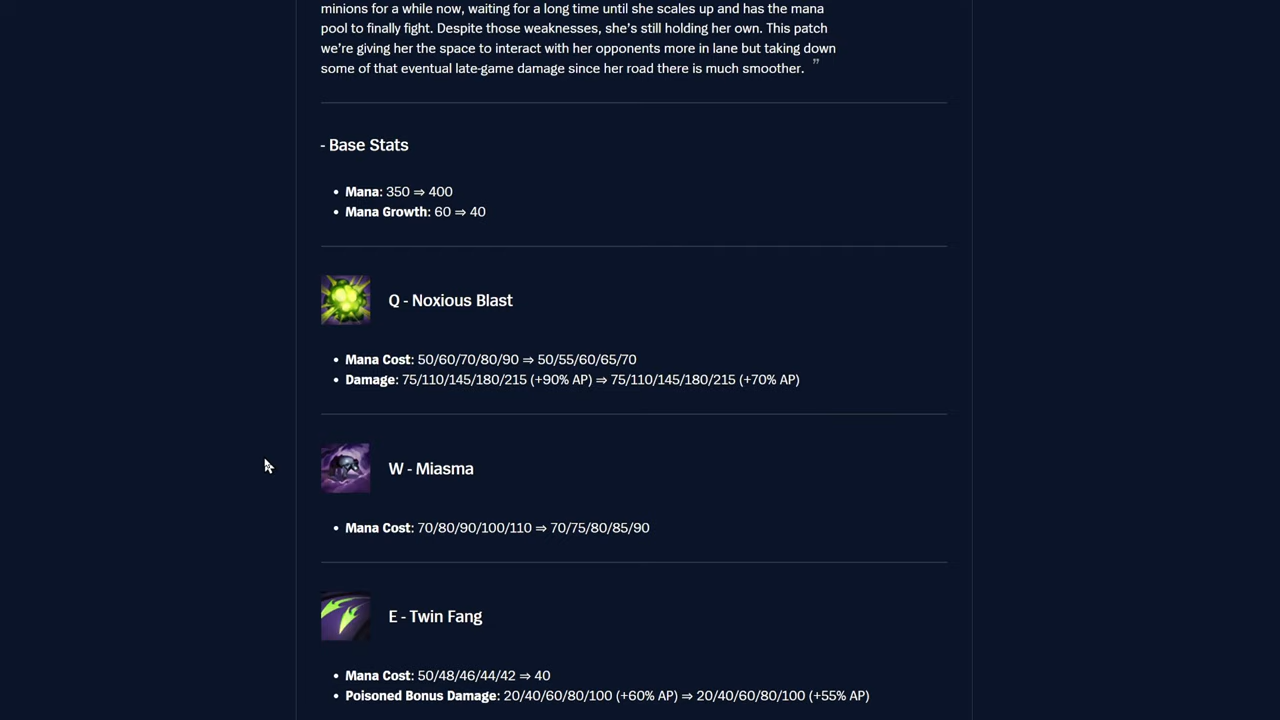 minions for a while now, waiting for a long time until she scales up and has the mana
pool to finally fight. Despite those weaknesses, she's still holding her own. This patch
we're giving her the space to interact with her opponents more in lane but taking down
some of that eventual late-game damage since her road there is much smoother. ”
- Base Stats
• Mana: 350 ⇒ 400
• Mana Growth: 60 ⇒ 40
Q - Noxious Blast
• Mana Cost: 50/60/70/80/90 ⇒ 50/55/60/65/70
• Damage: 75/110/145/180/215 (+90% AP) ⇒ 75/110/145/180/215 (+70% AP)
W - Miasma
• Mana Cost: 70/80/90/100/110 ⇒ 70/75/80/85/90
E - Twin Fang
• Mana Cost: 50/48/46/44/42 ⇒ 40
• Poisoned Bonus Damage: 20/40/60/80/100 (+60% AP) ⇒ 20/40/60/80/100 (+55% AP)